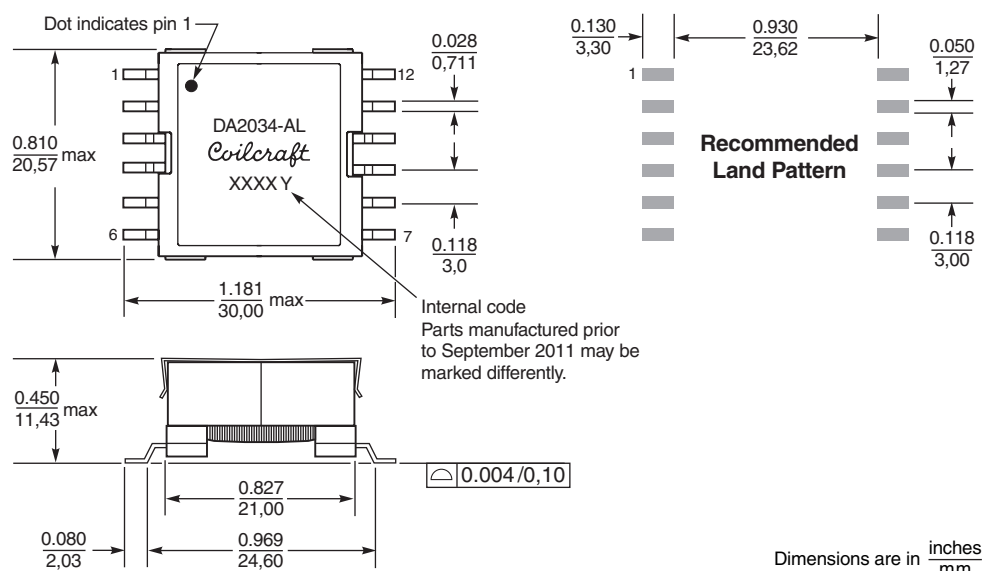 Dot indicates pin 1
1
12
6
7
DA2034-AL
Coilcraft
XXXX Y
0.810
20,57
max
0.028
0,711
0.118
3,0
1.181
30,00
max
Internal code
Parts manufactured prior
to September 2011 may be
marked differently.
0.130
3,30
0.930
23,62
0.050
1,27
1
Recommended
Land Pattern
0.118
3,00
0.450
11,43
max
0.004/0,10
0.827
21,00
0.080
2,03
0.969
24,60
Dimensions are in inches
mm